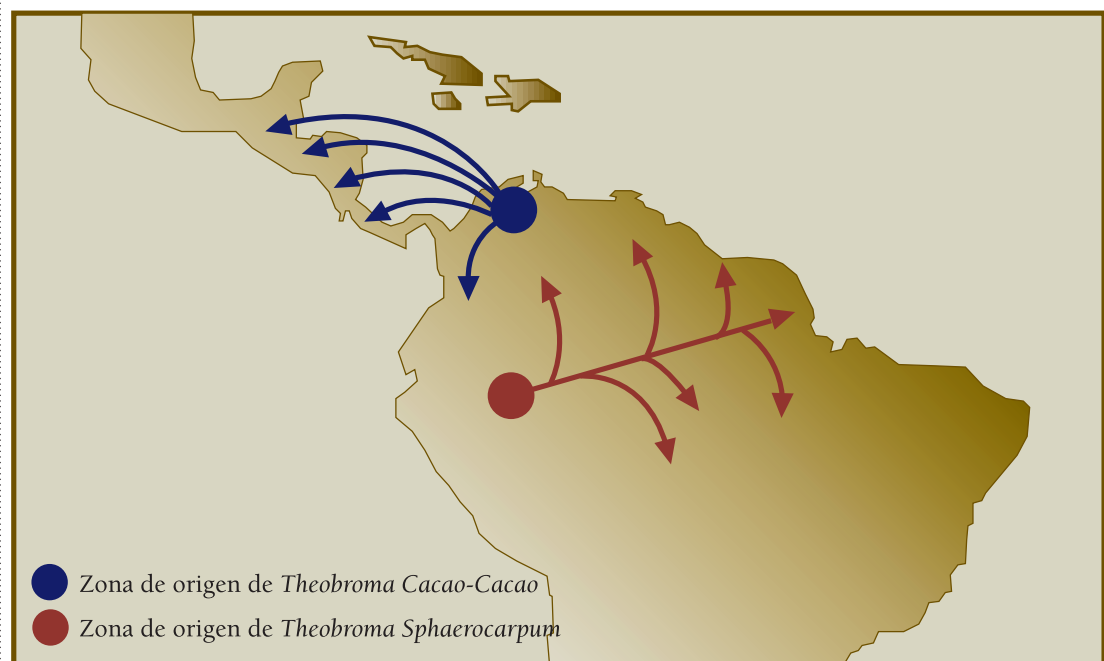 Zona de origen de Theobroma Cacao-Cacao
Zona de origen de Theobroma Sphaerocarpum